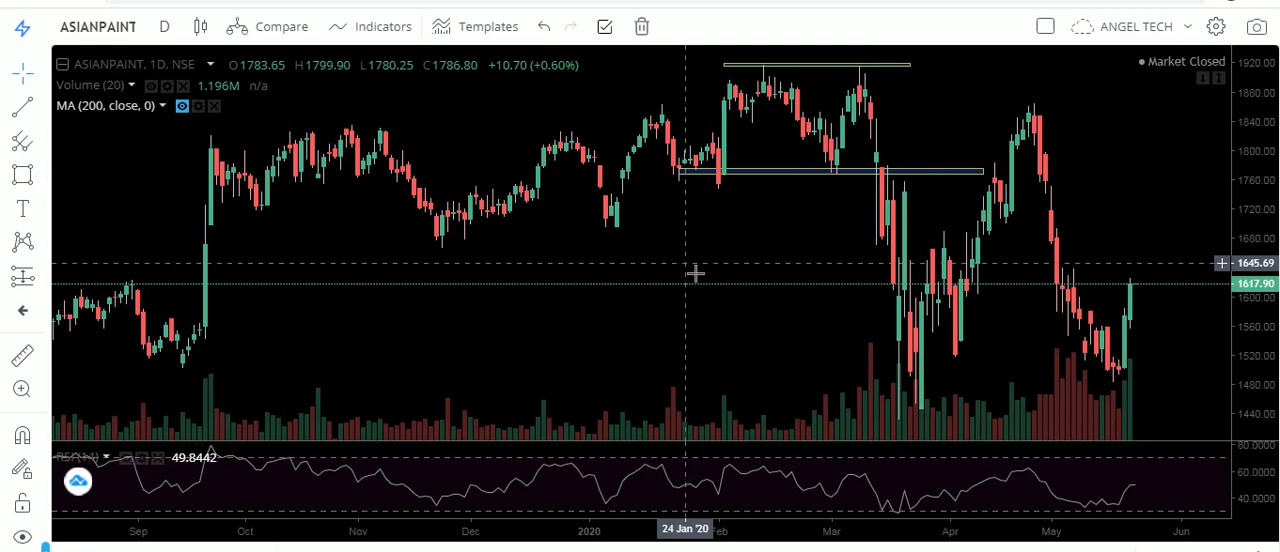 ASIANPAINT D Compare Indicators Templates ANGEL TECH
ASIANPAINT, 1D, NSE O1783.65 H1799.90 L1780.25 C1786.80 +10.70 (+0.60%)
Market Closed
Volume (20) 1.196M n/a
MA (200, close, 0)
1920.00
1880.00
1840.00
1800.00
1760.00
1720.00
1680.00
1645.69
1617.90
1600.00
1560.00
1520.00
1480.00
1440.00
RSI (14) 49.8442
80.0000
60.0000
40.0000
Sep Oct Nov Dec 2020 24 Jan '20 Feb Mar Apr May Jun